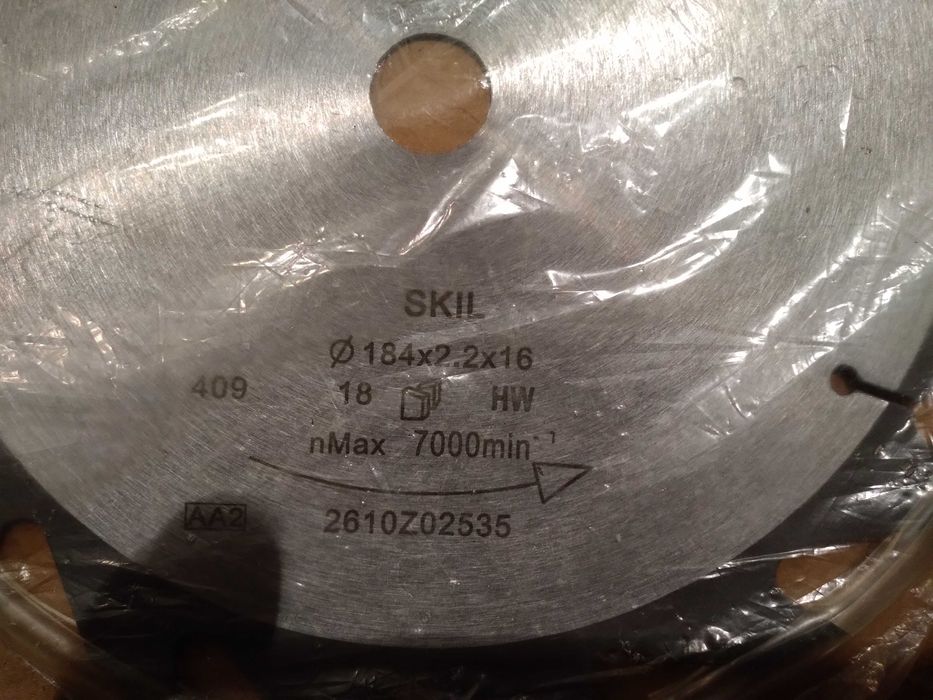 SKIL
Ø184x2.2x16
409 18 HW
nMax 7000min⁻¹
AA2 2610Z02535